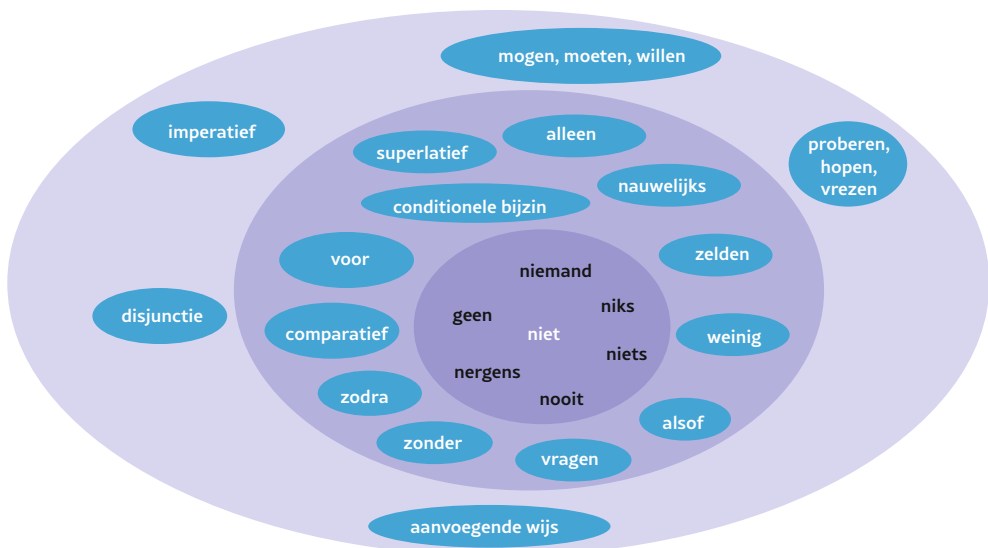 mogen, moeten, willen
imperatief
alleen
superlatief
proberen,
hopen,
vrezen
nauwelijks
conditionele bijzin
voor
zelden
niemand
geen
niks
niet
disjunctie
comparatief
weinig
niets
nergens
nooit
zodra
alsof
zonder
vragen
aanvoegende wijs